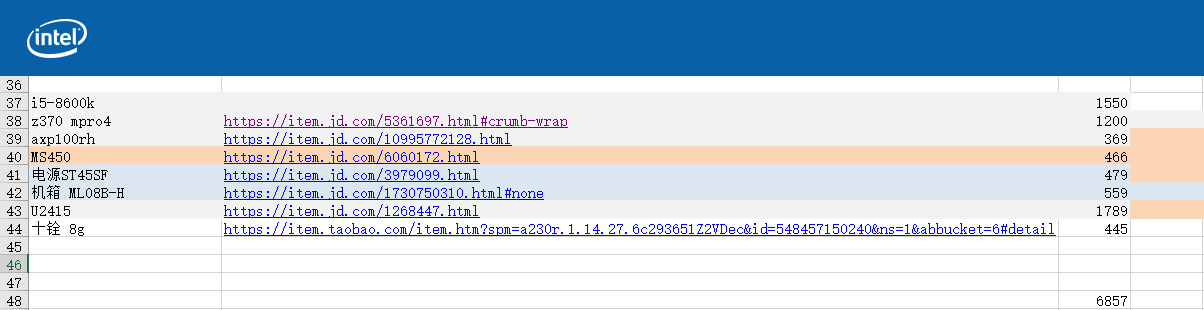 intel
36
37 i5-8600k 1550
38 z370 mpro4 https://item.jd.com/5361697.html#crumb-wrap 1200
39 axp100rh https://item.jd.com/10995772128.html 369
40 MS450 https://item.jd.com/6060172.html 466
41 电源ST45SF https://item.jd.com/3979099.html 479
42 机箱 ML08B-H https://item.jd.com/1730750310.html#none 559
43 U2415 https://item.jd.com/1268447.html 1789
44 十铨 8g https://item.taobao.com/item.htm?spm=a230r.1.14.27.6c293651Z2VDec&id=548457150240&ns=1&abbucket=6#detail 445
45
46
47
48 6857